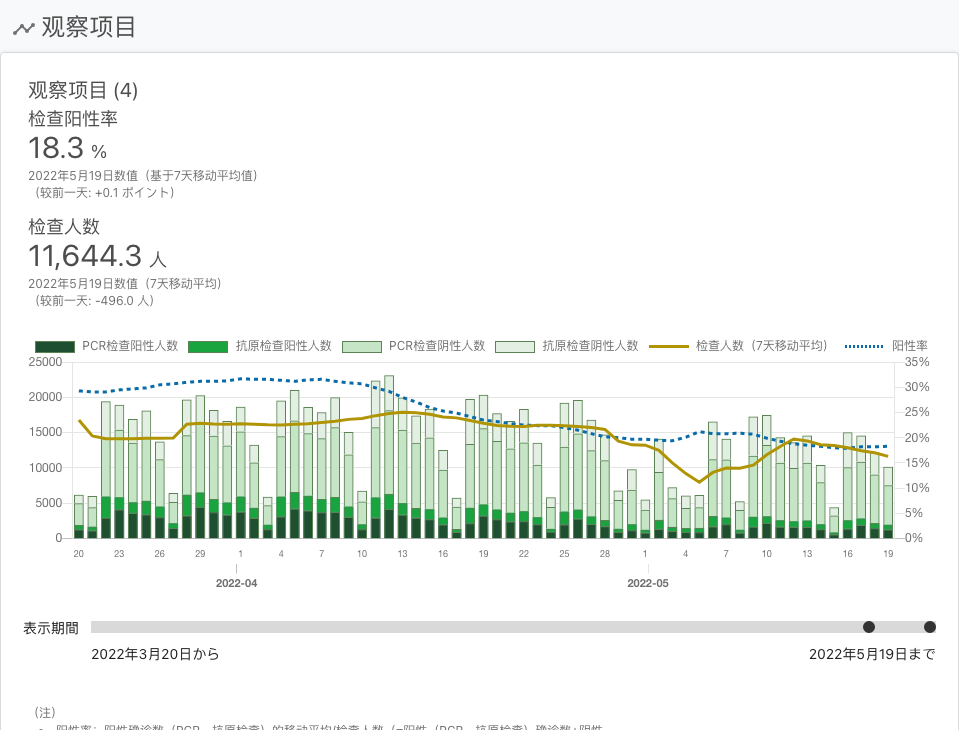 观察项目
观察项目 (4)
检查阳性率
18.3 %
2022年5月19日数值（基于7天移动平均值）
（较前一天: +0.1 ポイント）
检查人数
11,644.3 人
2022年5月19日数值（7天移动平均）
（较前一天: -496.0 人）
PCR检查阳性人数 抗原检查阳性人数 PCR检查阴性人数 抗原检查阴性人数 检查人数（7天移动平均） 阳性率
25000 35%
20000 30%
25%
15000 20%
10000 15%
10%
5000 5%
0 0%
20 23 26 29 1 4 7 10 13 16 19 22 25 28 1 4 7 10 13 16 19
2022-04 2022-05
表示期間
2022年3月20日から 2022年5月19日まで
（注）